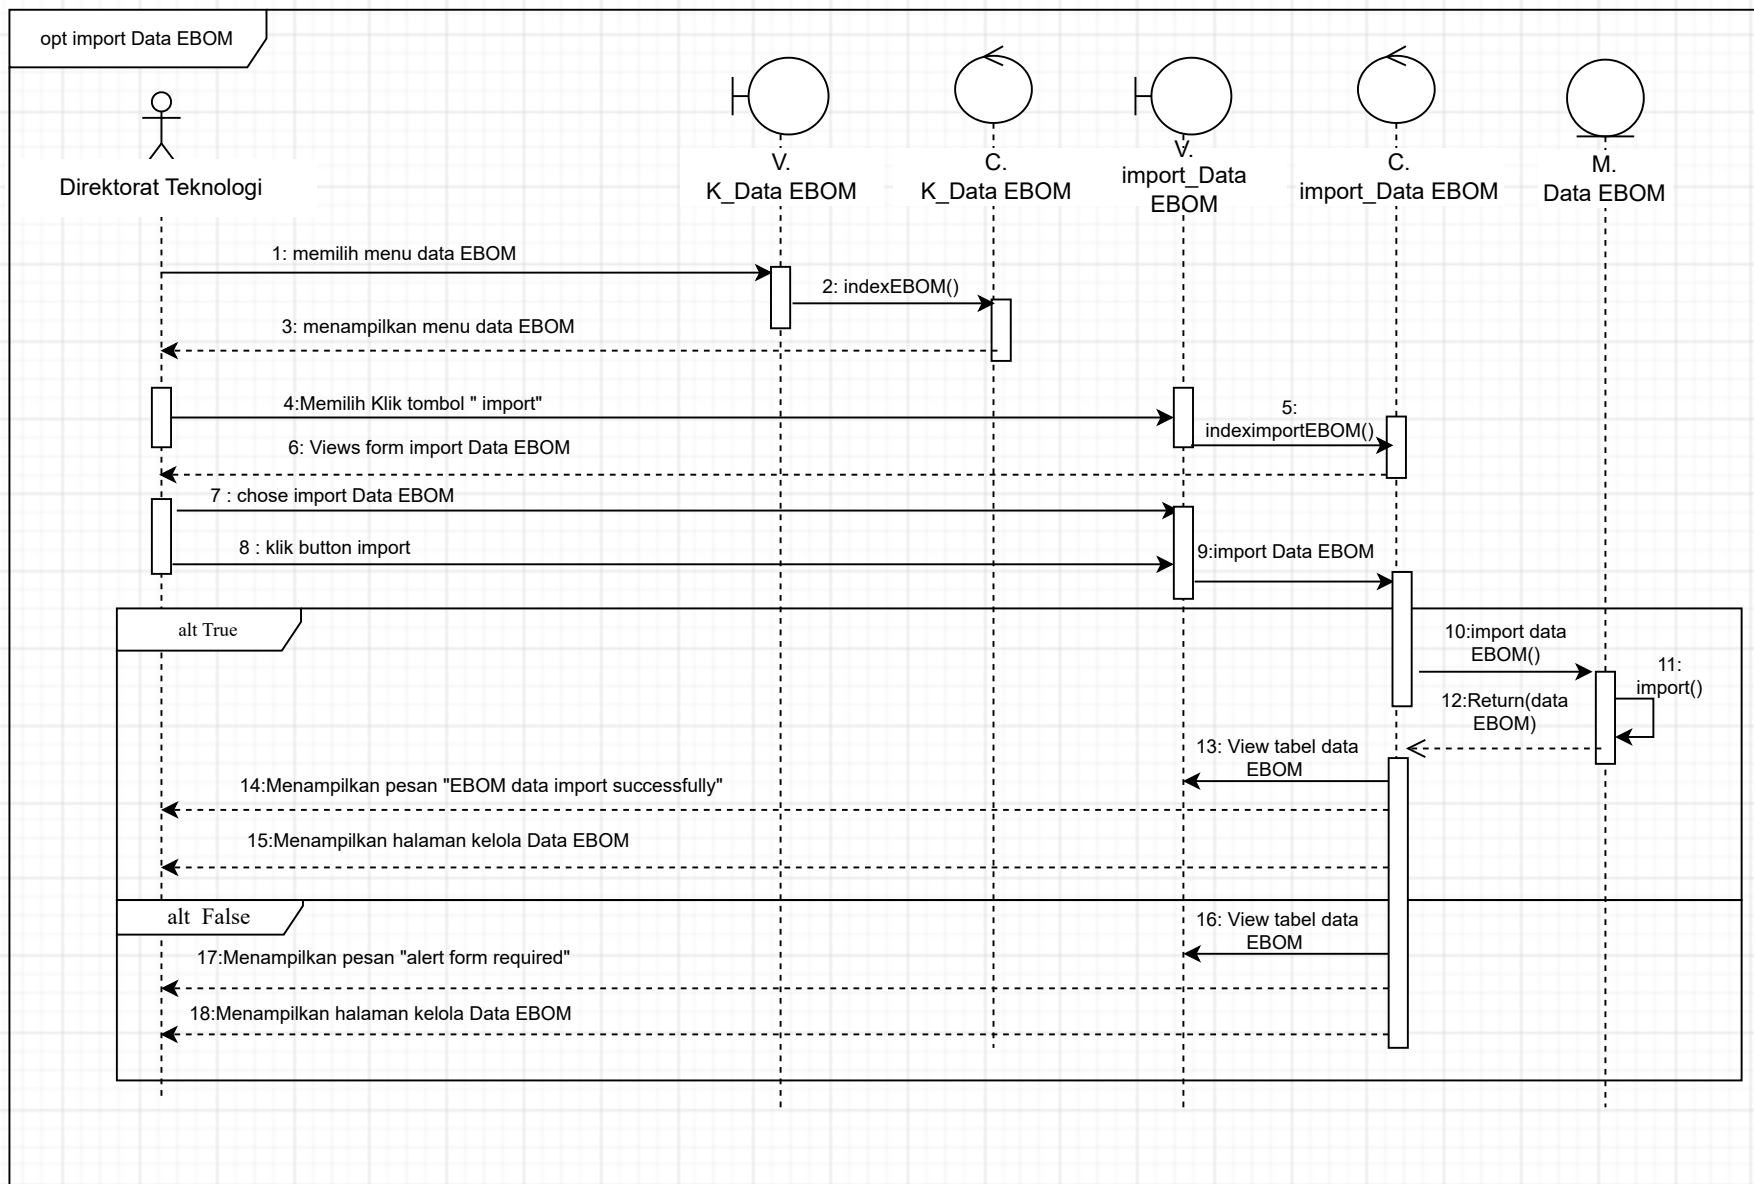 opt import Data EBOM
Direktorat Teknologi
V.
K_Data EBOM
C.
K_Data EBOM
V.
import_Data
EBOM
C.
import_Data EBOM
M.
Data EBOM
1: memilih menu data EBOM
2: indexEBOM()
3: menampilkan menu data EBOM
4:Memilih Klik tombol " import"
5:
indeximportEBOM()
6: Views form import Data EBOM
7 : chose import Data EBOM
8 : klik button import
9:import Data EBOM
alt True
10:import data
EBOM()
11:
import()
12:Return(data
EBOM)
13: View tabel data
EBOM
14:Menampilkan pesan "EBOM data import successfully"
15:Menampilkan halaman kelola Data EBOM
alt  False
16: View tabel data
EBOM
17:Menampilkan pesan "alert form required"
18:Menampilkan halaman kelola Data EBOM